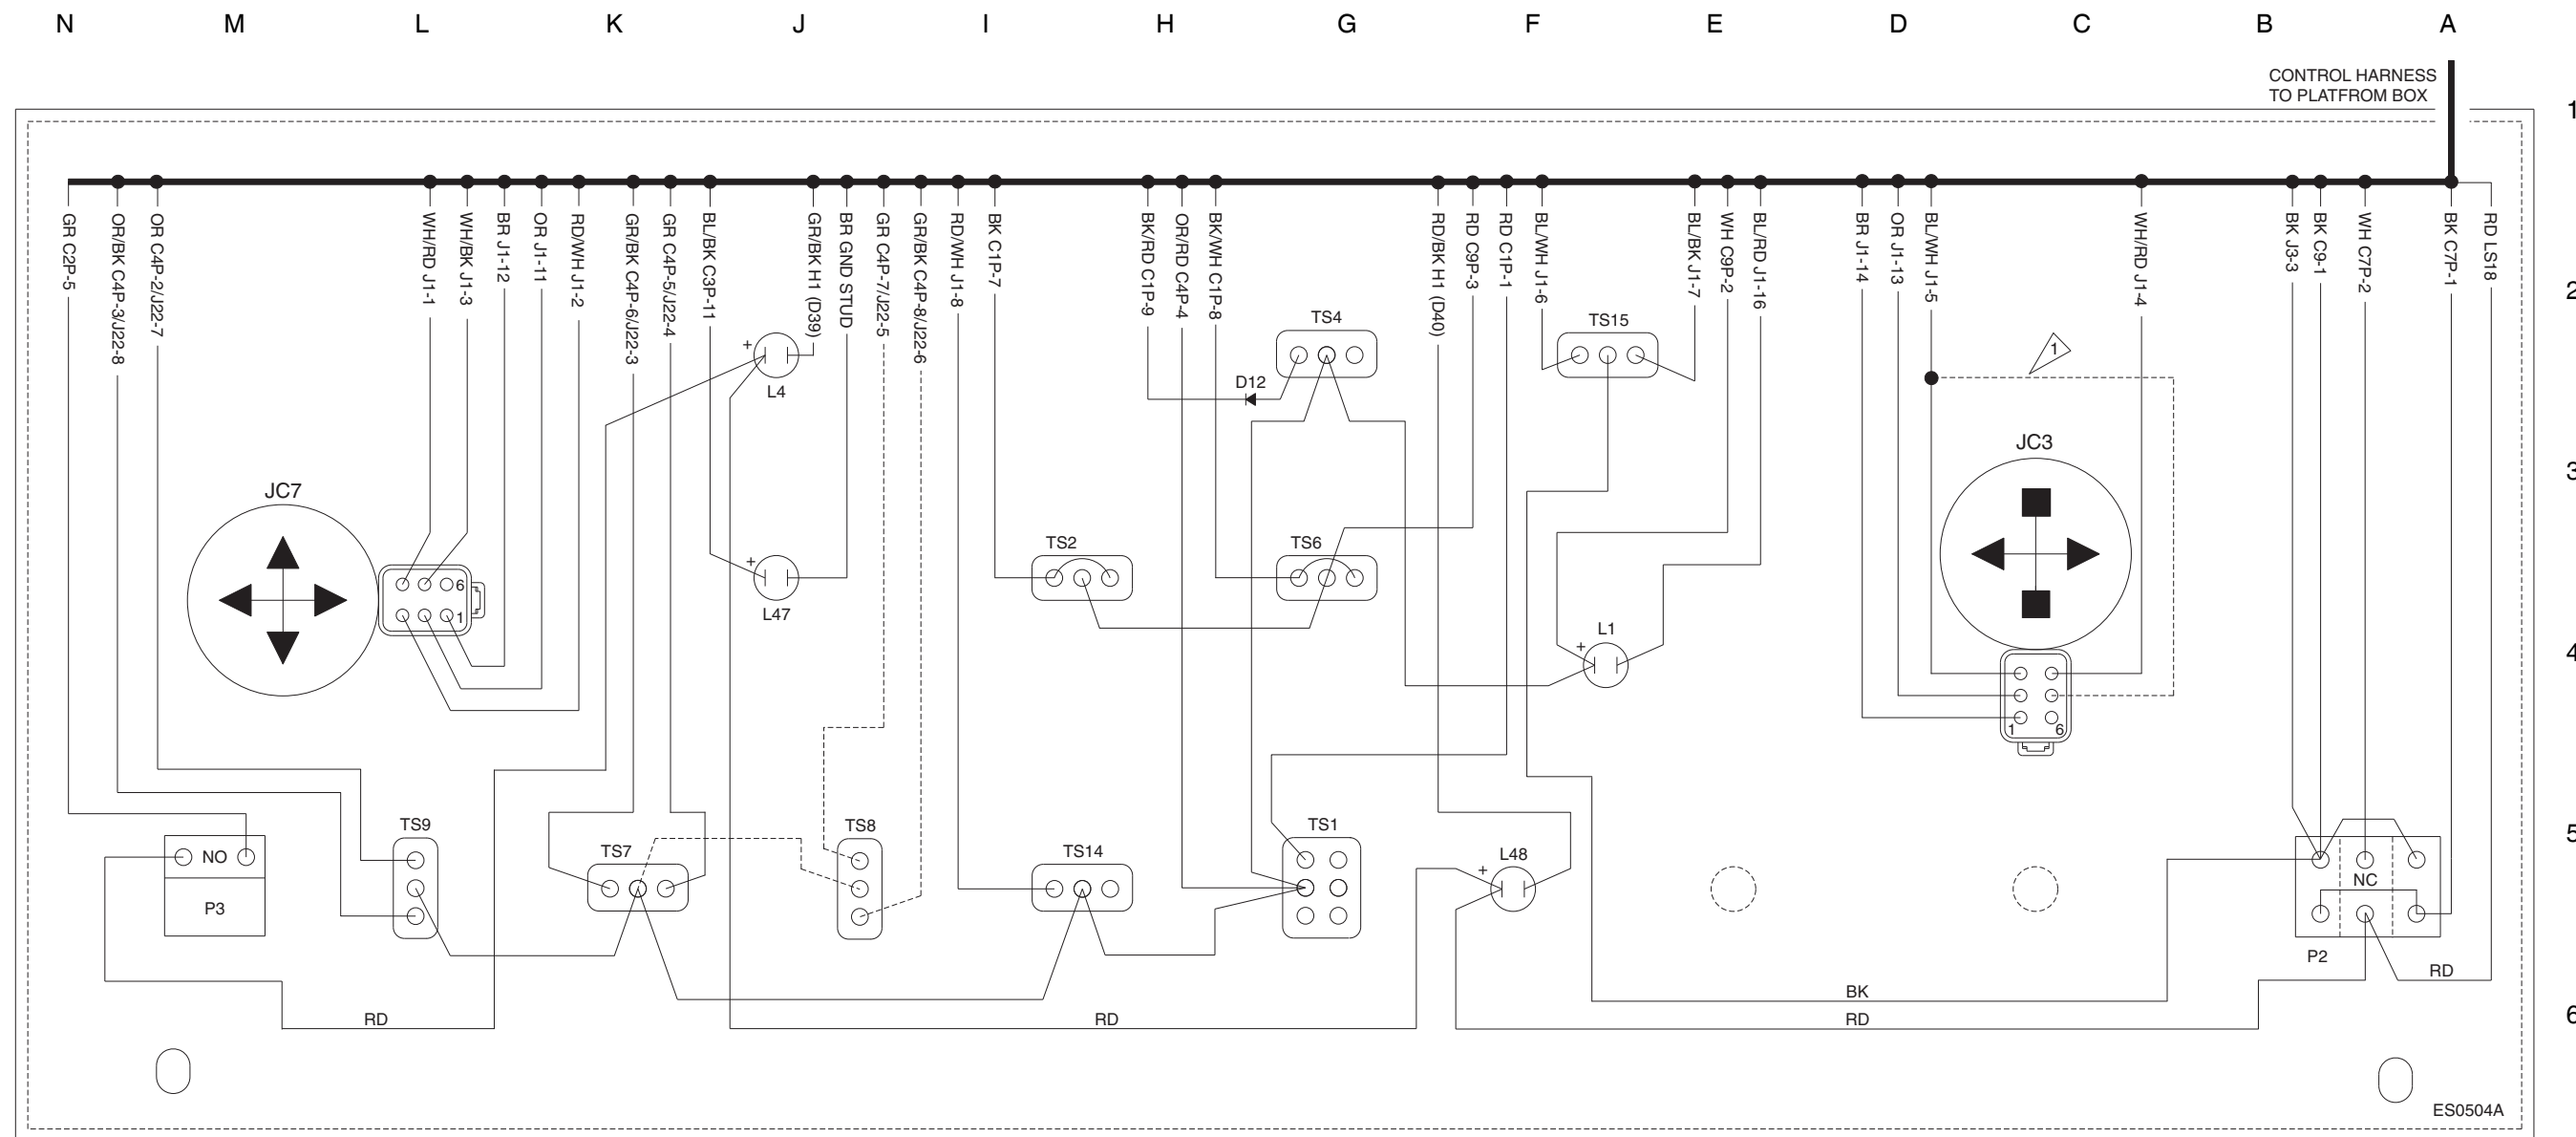 N M L K J I H G F E D C B A
CONTROL HARNESS
TO PLATFROM BOX
1
GR C2P-5
OR/BK C4P-3/J22-8
OR C4P-2/J22-7
WH/RD J1-1
WH/BK J1-3
BR J1-12
OR J1-11
RD/WH J1-2
GR/BK C4P-6/J22-3
GR C4P-5/J22-4
BL/BK C3P-11
GR/BK H1 (D39)
BR GND STUD
GR C4P-7/J22-5
GR/BK C4P-8/J22-6
RD/WH J1-8
BK C1P-7
BK/RD C1P-9
OR/RD C4P-4
BK/WH C1P-8
RD/BK H1 (D40)
RD C9P-3
RD C1P-1
BL/WH J1-6
BL/BK J1-7
WH C9P-2
BL/RD J1-16
BR J1-14
OR J1-13
BL/WH J1-5
WH/RD J1-4
BK J3-3
BK C9-1
WH C7P-2
BK C7P-1
RD LS18
2
TS4
TS15
1
+
L4
D12
JC3
3
JC7
TS2
TS6
+
L47
6
1
L1
+
4
1 6
TS9
TS8
TS1
5
NO
P3
TS7
TS14
L48
+
NC
P2
RD
BK
RD
RD
RD
6
ES0504A